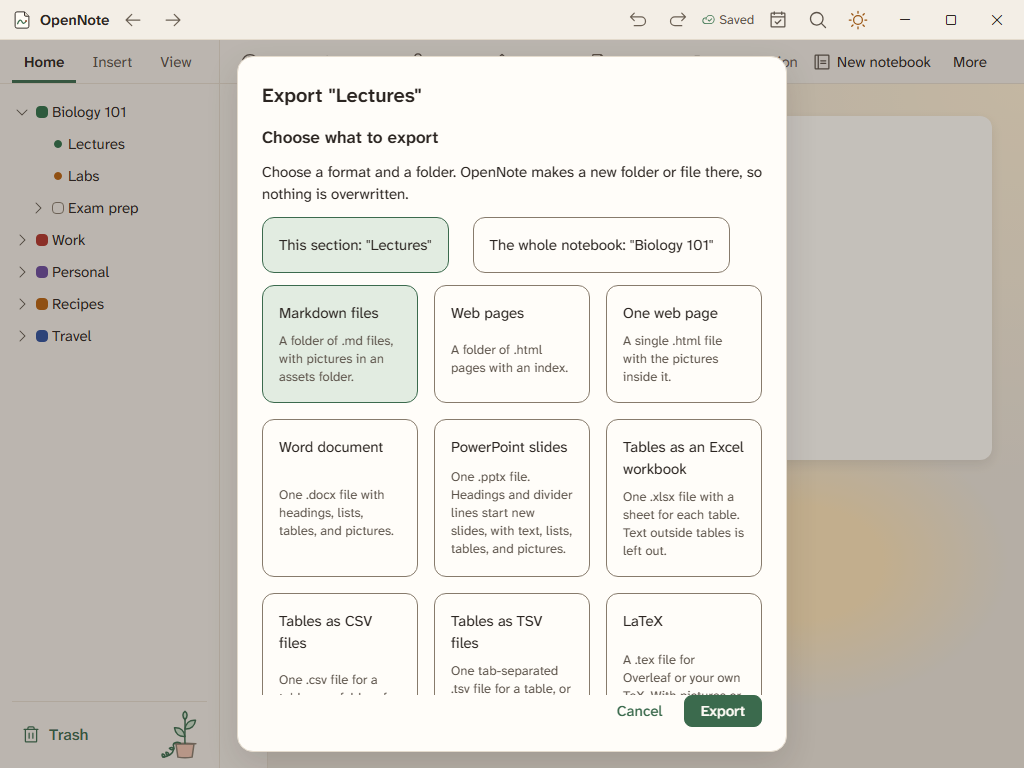 OpenNote
Saved
Home
Insert
View
New notebook
More
Biology 101
Lectures
Labs
Exam prep
Work
Personal
Recipes
Travel
Trash
Export "Lectures"
Choose what to export
Choose a format and a folder. OpenNote makes a new folder or file there, so
nothing is overwritten.
This section: "Lectures"
The whole notebook: "Biology 101"
Markdown files
A folder of .md files,
with pictures in an
assets folder.
Web pages
A folder of .html
pages with an index.
One web page
A single .html file
with the pictures
inside it.
Word document
One .docx file with
headings, lists,
tables, and pictures.
PowerPoint slides
One .pptx file.
Headings and divider
lines start new
slides, with text, lists,
tables, and pictures.
Tables as an Excel
workbook
One .xlsx file with a
sheet for each table.
Text outside tables is
left out.
Tables as CSV
files
One .csv file for a
Tables as TSV
files
One tab-separated
.tsv file for a table, or
LaTeX
A .tex file for
Overleaf or your own
TeX. With pictures or
Cancel
Export